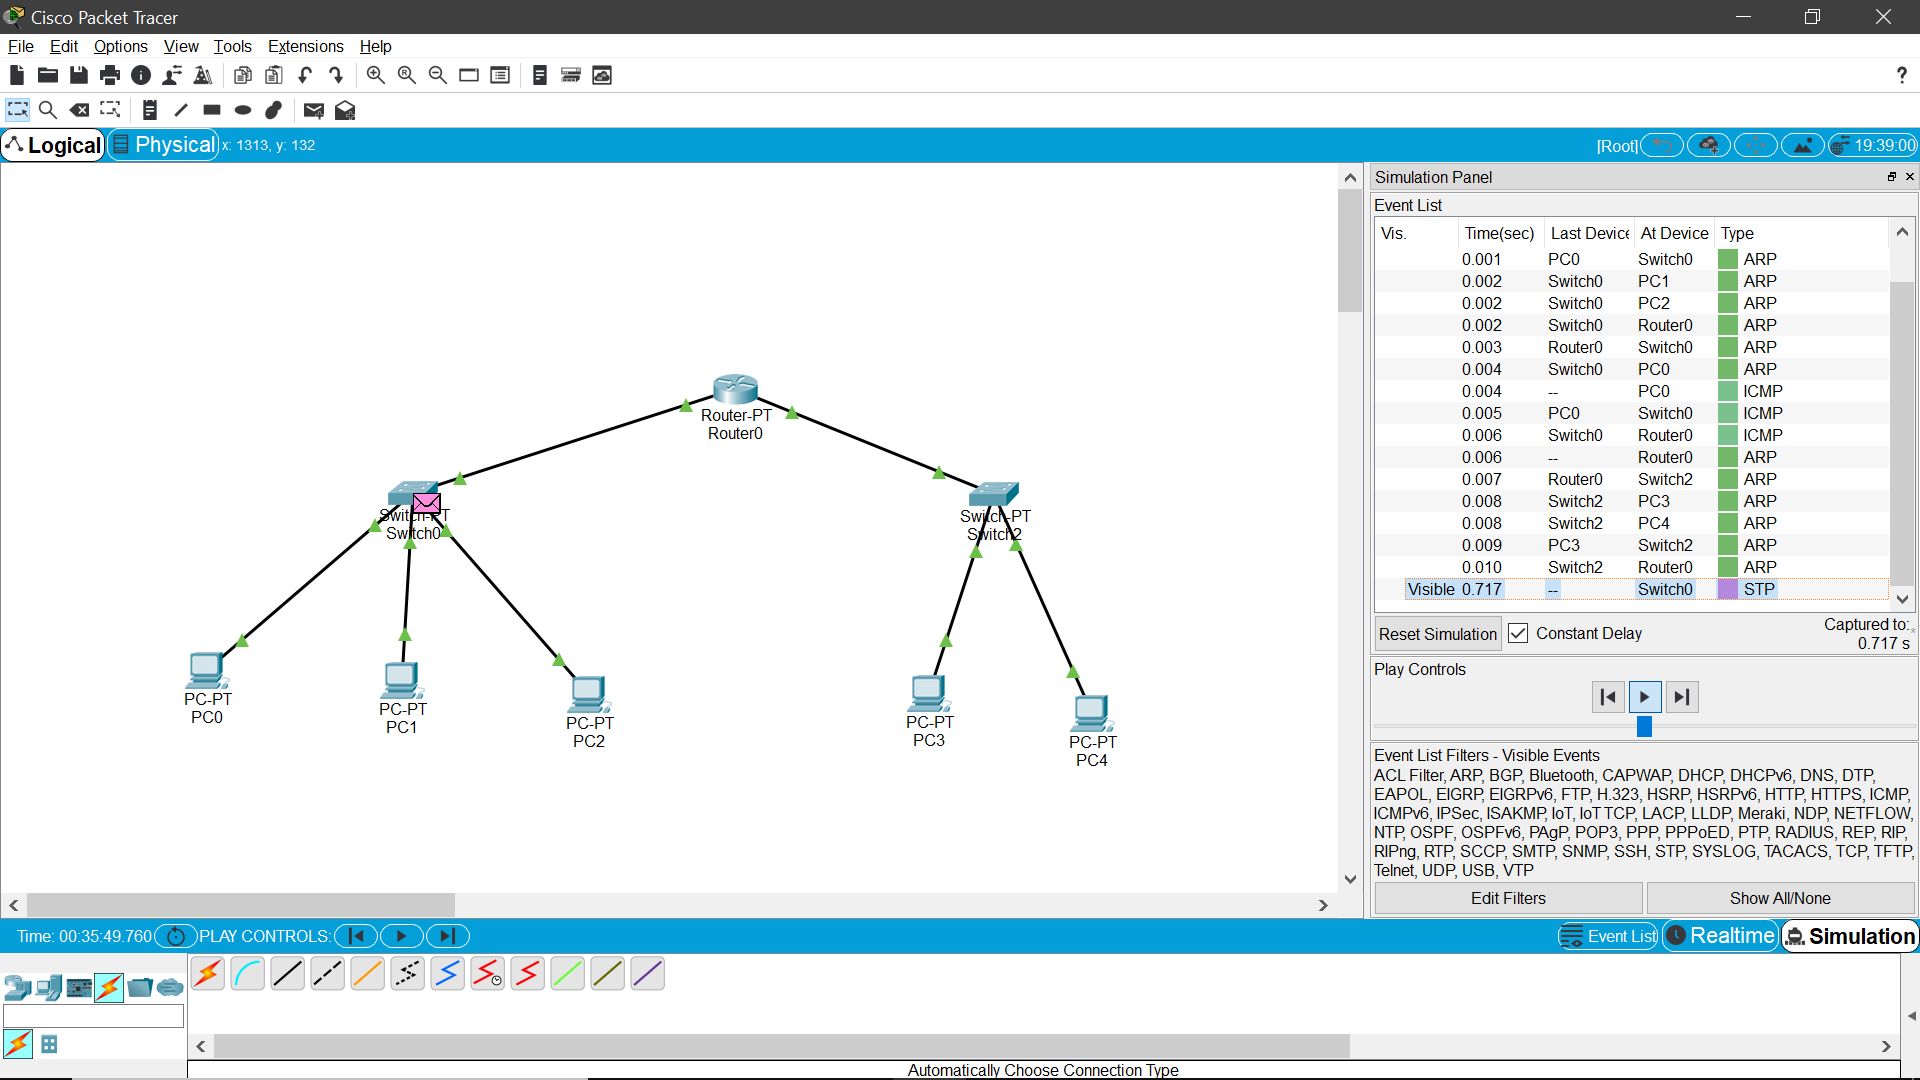 Cisco Packet Tracer
File Edit Options View Tools Extensions Help
?
Logical Physical x: 1313, y: 132 [Root] 19:39:00
Simulation Panel
Event List
Vis. Time(sec) Last Device At Device Type
0.001 PC0 Switch0 ARP
0.002 Switch0 PC1 ARP
0.002 Switch0 PC2 ARP
0.002 Switch0 Router0 ARP
0.003 Router0 Switch0 ARP
0.004 Switch0 PC0 ARP
0.004 -- PC0 ICMP
0.005 PC0 Switch0 ICMP
0.006 Switch0 Router0 ICMP
0.006 -- Router0 ARP
0.007 Router0 Switch2 ARP
0.008 Switch2 PC3 ARP
0.008 Switch2 PC4 ARP
0.009 PC3 Switch2 ARP
0.010 Switch2 Router0 ARP
Visible 0.717 -- Switch0 STP
Reset Simulation Constant Delay Captured to:
0.717 s
Play Controls
Event List Filters - Visible Events
ACL Filter, ARP, BGP, Bluetooth, CAPWAP, DHCP, DHCPv6, DNS, DTP,
EAPOL, EIGRP, EIGRPv6, FTP, H.323, HSRP, HSRPv6, HTTP, HTTPS, ICMP,
ICMPv6, IPSec, ISAKMP, IoT, IoT TCP, LACP, LLDP, Meraki, NDP, NETFLOW,
NTP, OSPF, OSPFv6, PAgP, POP3, PPP, PPPoED, PTP, RADIUS, REP, RIP,
RIPng, RTP, SCCP, SMTP, SNMP, SSH, STP, SYSLOG, TACACS, TCP, TFTP,
Telnet, UDP, USB, VTP
Edit Filters Show All/None
Router-PT
Router0
Switch-PT
Switch0
Switch-PT
Switch2
PC-PT
PC0
PC-PT
PC1
PC-PT
PC2
PC-PT
PC3
PC-PT
PC4
Time: 00:35:49.760 PLAY CONTROLS: Event List Realtime Simulation
Automatically Choose Connection Type